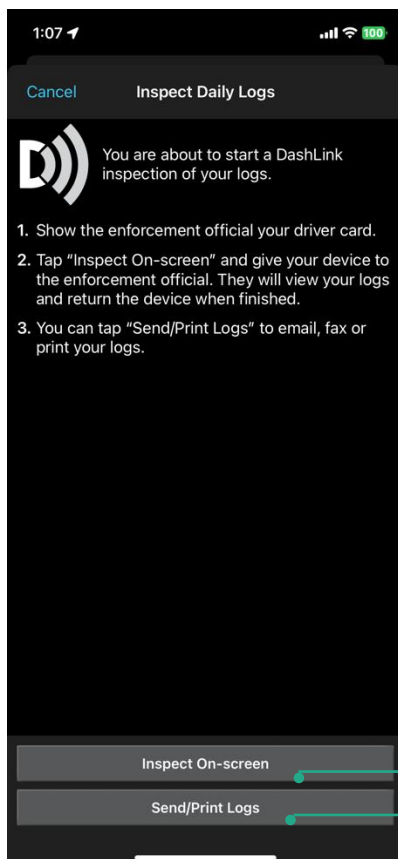 1:07
100
Cancel
Inspect Daily Logs
D
You are about to start a DashLink
inspection of your logs.
1. Show the enforcement official your driver card.
2. Tap “Inspect On-screen” and give your device to
the enforcement official. They will view your logs
and return the device when finished.
3. You can tap “Send/Print Logs” to email, fax or
print your logs.
Inspect On-screen
Send/Print Logs